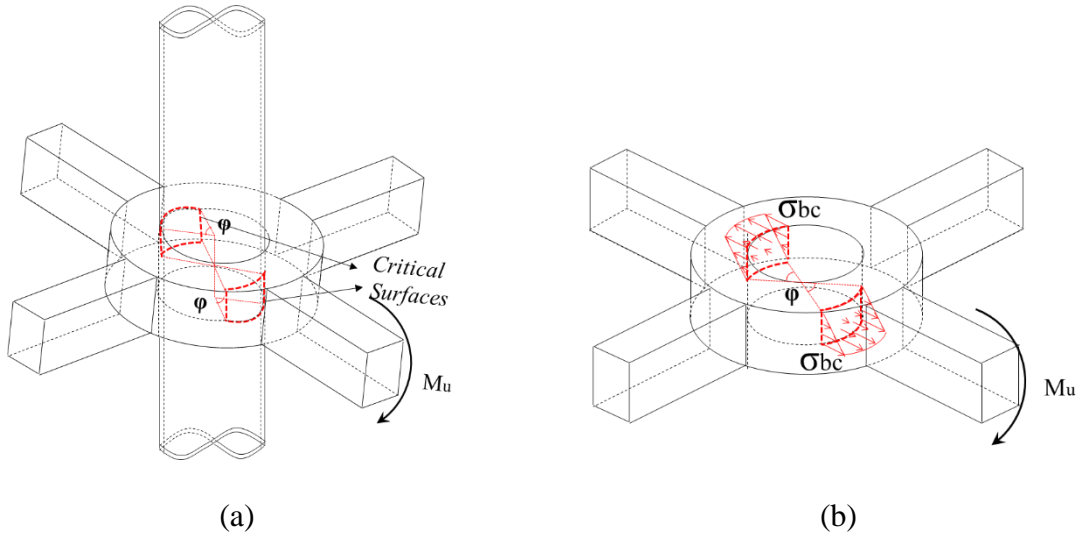 φ
Critical
Surfaces
φ
Mu
(a)
σbc
φ
σbc
Mu
(b)